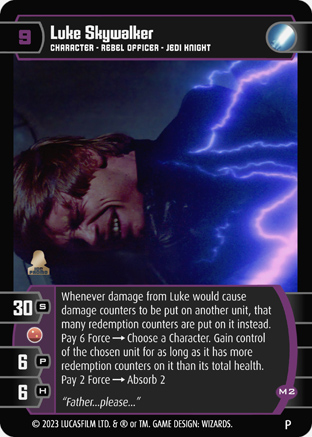 9
Luke Skywalker
CHARACTER - REBEL OFFICER - JEDI KNIGHT
30 S
6 P
6 H
Whenever damage from Luke would cause
damage counters to be put on another unit, that
many redemption counters are put on it instead.
Pay 6 Force → Choose a Character. Gain control
of the chosen unit for as long as it has more
redemption counters on it than its total health.
Pay 2 Force → Absorb 2
"Father...please..."
M2
© 2023 LUCASFILM LTD. & ® or TM. GAME DESIGN: WIZARDS.
P